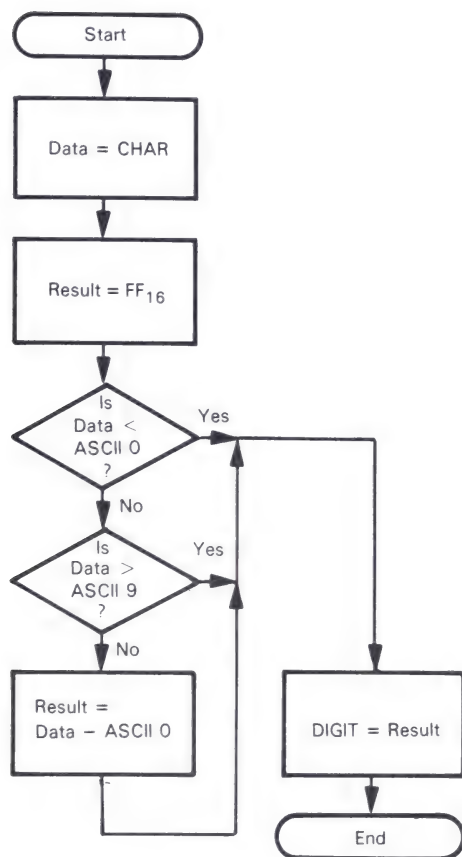 Start
Data = CHAR
Result = FF₁₆
Is
Data <
ASCII 0
?
Yes
No
Is
Data >
ASCII 9
?
Yes
No
Result =
Data − ASCII 0
DIGIT = Result
End